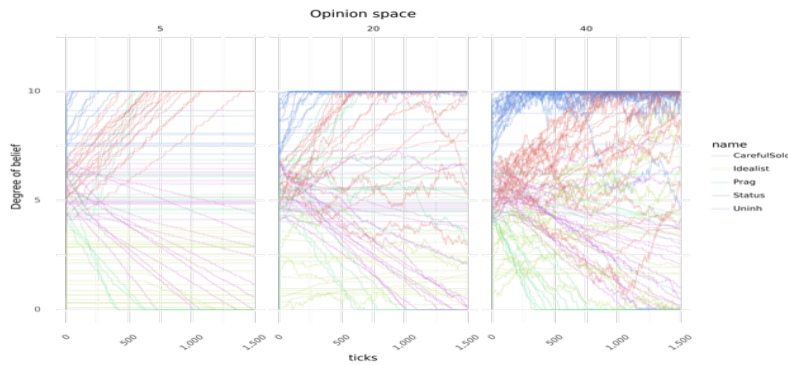 Opinion space
5 20 40
Degree of belief
10
5
0
0 500 1,000 1,500 0 500 1,000 1,500 0 500 1,000 1,500
ticks
name
CarefulSolo
Idealist
Prag
Status
Uninh